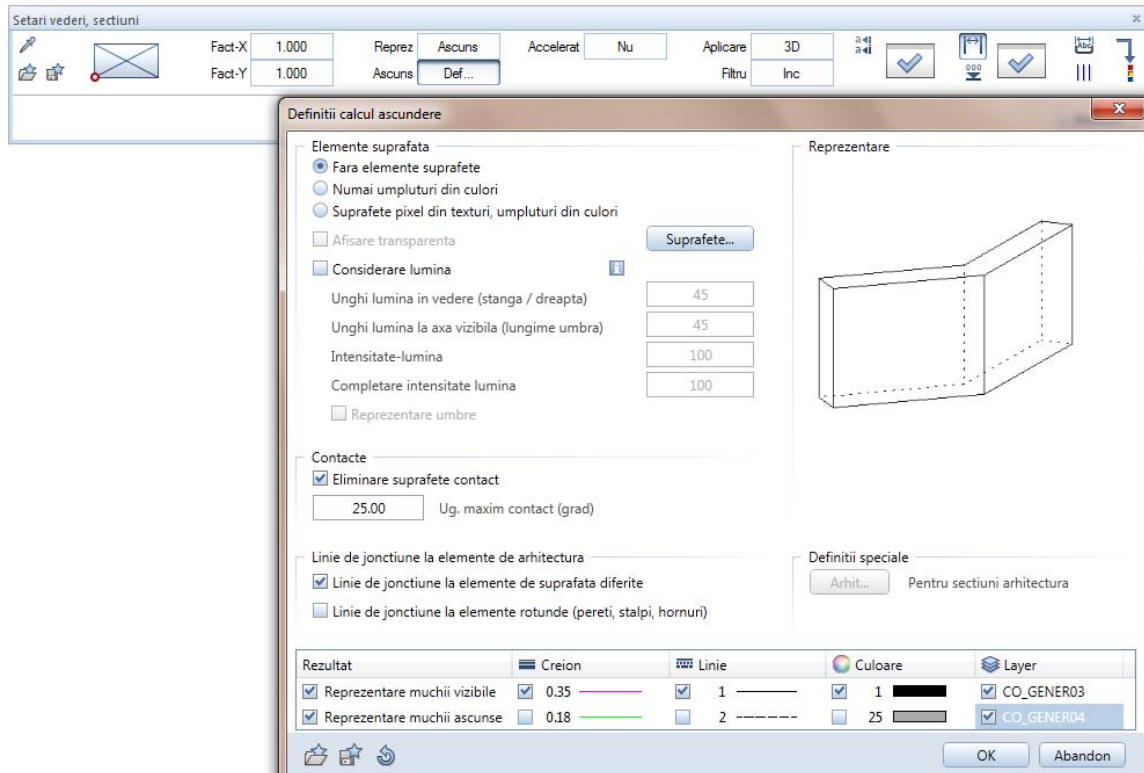 Setari vederi, sectiuni
Fact-X 1.000 Reprez Ascuns Accelerat Nu Aplicare 3D
Fact-Y 1.000 Ascuns Def... Filtru Inc
Definitii calcul ascundere
Elemente suprafata
Fara elemente suprafete
Numai umpluturi din culori
Suprafete pixel din texturi, umpluturi din culori
Afisare transparenta Suprafete...
Considerare lumina
Unghi lumina in vedere (stanga / dreapta) 45
Unghi lumina la axa vizibila (lungime umbra) 45
Intensitate-lumina 100
Completare intensitate lumina 100
Reprezentare umbre
Reprezentare
Contacte
Eliminare suprafete contact
25.00 Ug. maxim contact (grad)
Linie de jonctiune la elemente de arhitectura
Linie de jonctiune la elemente de suprafata diferite
Linie de jonctiune la elemente rotunde (pereti, stalpi, hornuri)
Definitii speciale
Arhit... Pentru sectiuni arhitectura
Rezultat Creion Linie Culoare Layer
Reprezentare muchii vizibile 0.35 1 1 CO_GENER03
Reprezentare muchii ascunse 0.18 2 25 CO_GENER04
OK Abandon